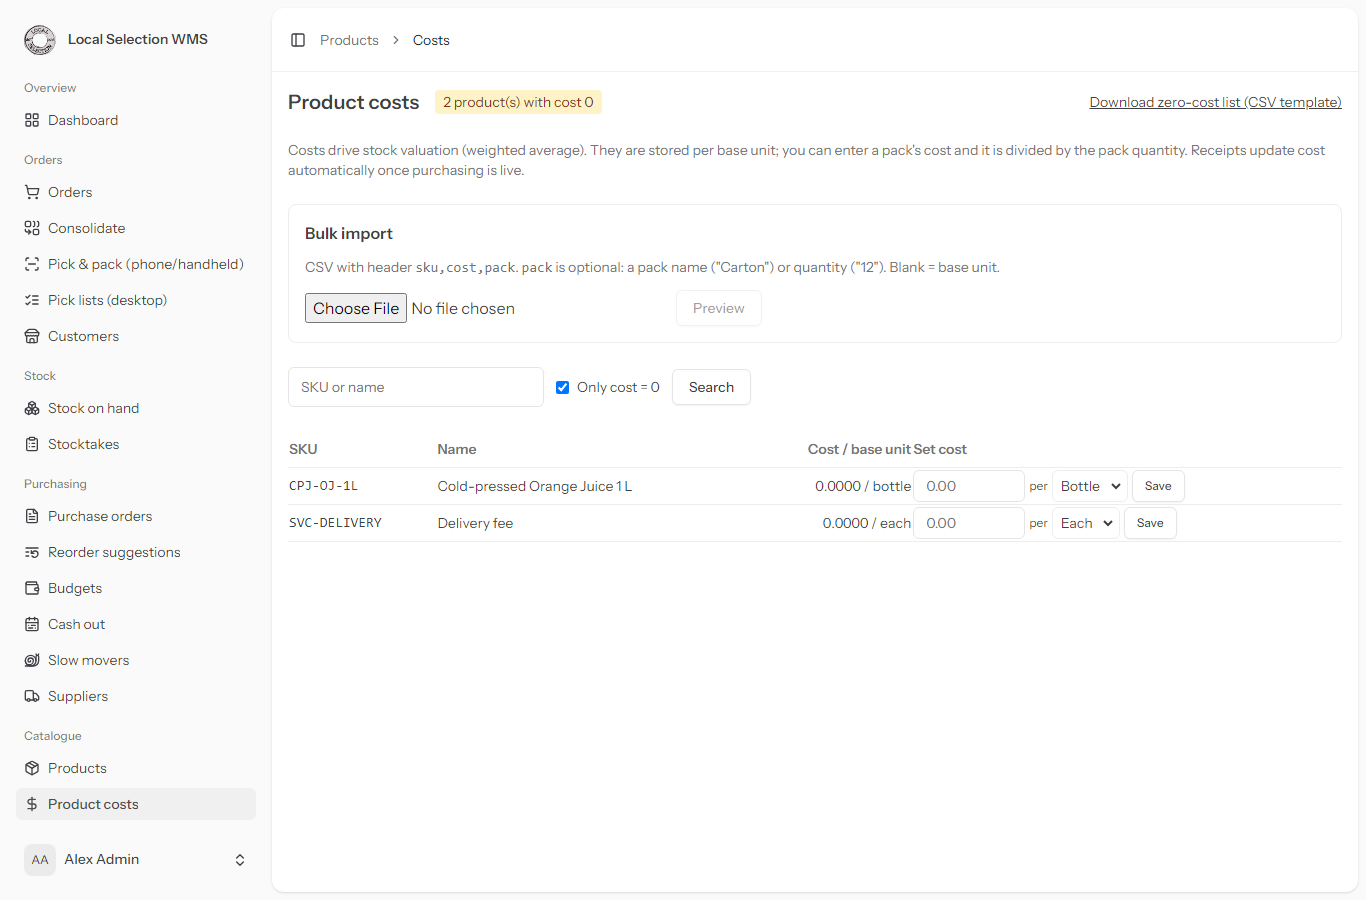 Local Selection WMS
Overview
Dashboard
Orders
Orders
Consolidate
Pick & pack (phone/handheld)
Pick lists (desktop)
Customers
Stock
Stock on hand
Stocktakes
Purchasing
Purchase orders
Reorder suggestions
Budgets
Cash out
Slow movers
Suppliers
Catalogue
Products
Product costs
AA Alex Admin
Products > Costs
Product costs 2 product(s) with cost 0 Download zero-cost list (CSV template)
Costs drive stock valuation (weighted average). They are stored per base unit; you can enter a pack's cost and it is divided by the pack quantity. Receipts update cost
automatically once purchasing is live.
Bulk import
CSV with header sku,cost,pack. pack is optional: a pack name ("Carton") or quantity ("12"). Blank = base unit.
Choose File No file chosen Preview
SKU or name Only cost = 0 Search
SKU Name Cost / base unit Set cost
CPJ-OJ-1L Cold-pressed Orange Juice 1 L 0.0000 / bottle 0.00 per Bottle Save
SVC-DELIVERY Delivery fee 0.0000 / each 0.00 per Each Save